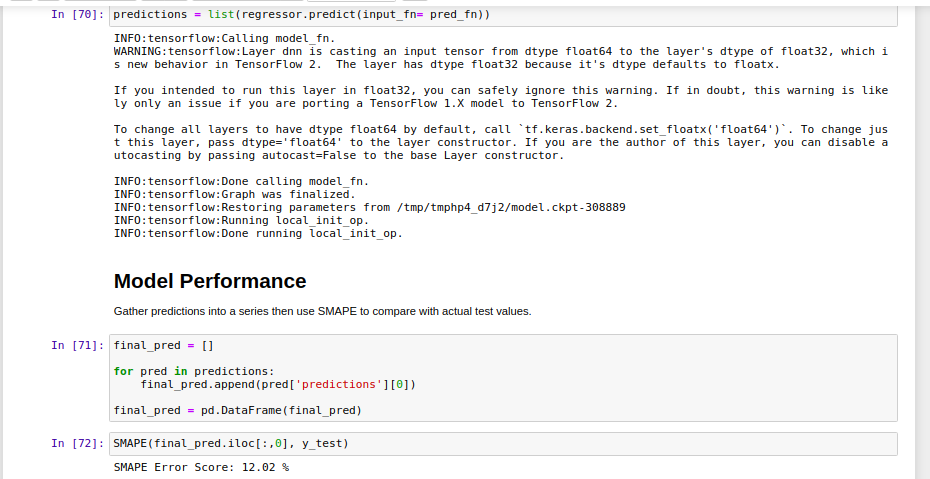 In [70]: predictions = list(regressor.predict(input_fn= pred_fn))
INFO:tensorflow:Calling model_fn.
WARNING:tensorflow:Layer dnn is casting an input tensor from dtype float64 to the layer's dtype of float32, which i
s new behavior in TensorFlow 2.  The layer has dtype float32 because it's dtype defaults to floatx.
If you intended to run this layer in float32, you can safely ignore this warning. If in doubt, this warning is like
ly only an issue if you are porting a TensorFlow 1.X model to TensorFlow 2.
To change all layers to have dtype float64 by default, call `tf.keras.backend.set_floatx('float64')`. To change jus
t this layer, pass dtype='float64' to the layer constructor. If you are the author of this layer, you can disable a
utocasting by passing autocast=False to the base Layer constructor.
INFO:tensorflow:Done calling model_fn.
INFO:tensorflow:Graph was finalized.
INFO:tensorflow:Restoring parameters from /tmp/tmphp4_d7j2/model.ckpt-308889
INFO:tensorflow:Running local_init_op.
INFO:tensorflow:Done running local_init_op.
Model Performance
Gather predictions into a series then use SMAPE to compare with actual test values.
In [71]: final_pred = []
for pred in predictions:
    final_pred.append(pred['predictions'][0])
final_pred = pd.DataFrame(final_pred)
In [72]: SMAPE(final_pred.iloc[:,0], y_test)
SMAPE Error Score: 12.02 %